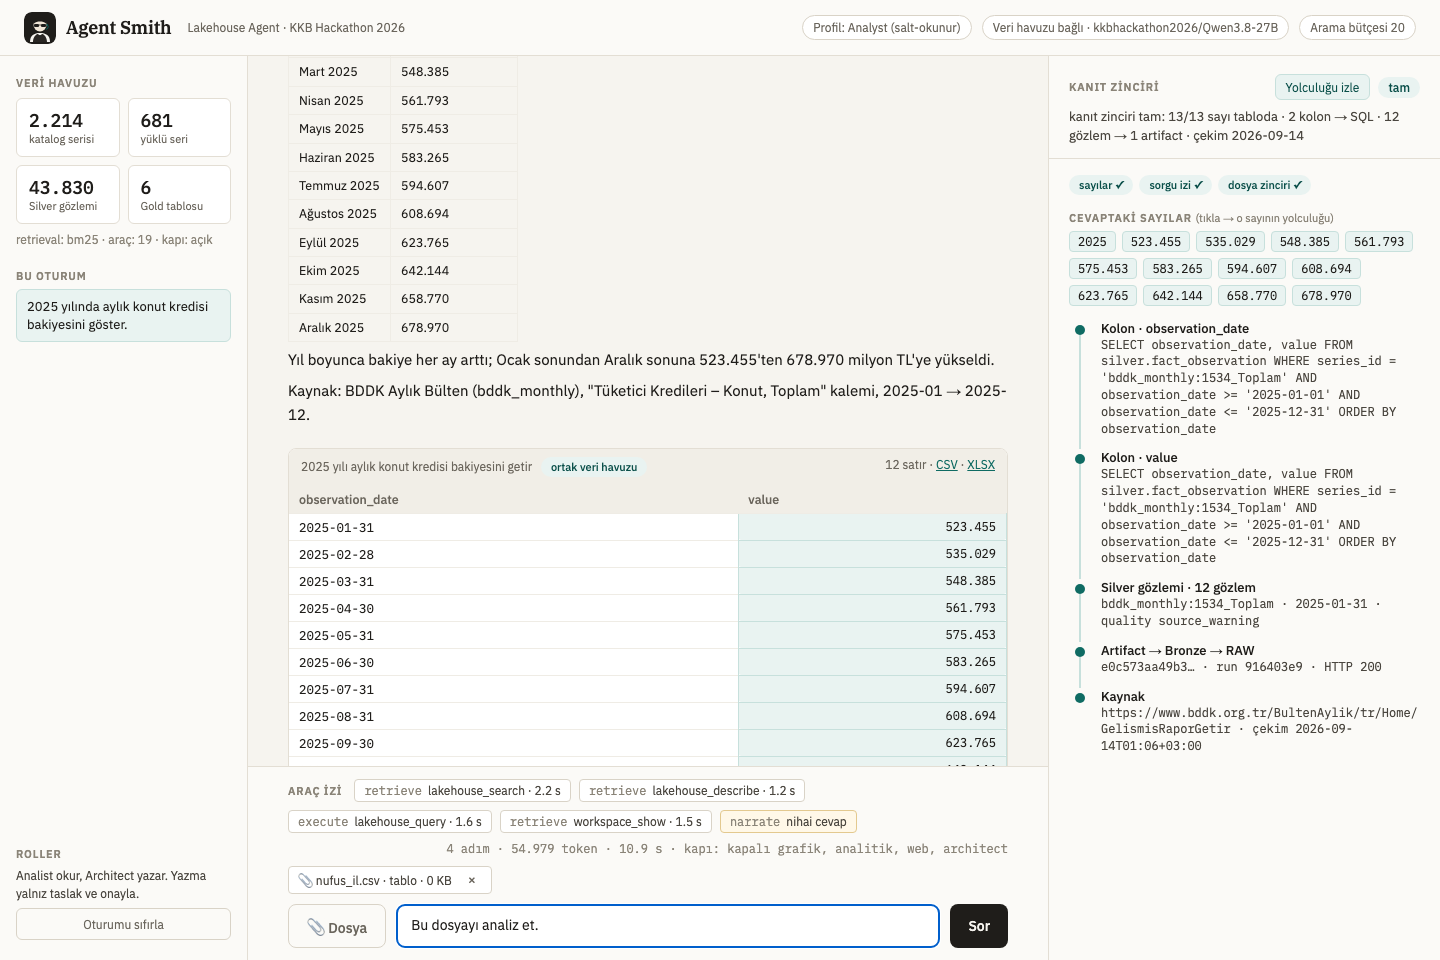 Agent Smith
Lakehouse Agent · KKB Hackathon 2026
Profil: Analyst (salt-okunur)
Veri havuzu bağlı · kkbhackathon2026/Qwen3.8-27B
Arama bütçesi 20
VERİ HAVUZU
2.214
katalog serisi
681
yüklü seri
43.830
Silver gözlemi
6
Gold tablosu
retrieval: bm25 · araç: 19 · kapı: açık
BU OTURUM
2025 yılında aylık konut kredisi
bakiyesini göster.
ROLLER
Analist okur, Architect yazar. Yazma
yalnız taslak ve onayla.
Oturumu sıfırla
Mart 2025 548.385
Nisan 2025 561.793
Mayıs 2025 575.453
Haziran 2025 583.265
Temmuz 2025 594.607
Ağustos 2025 608.694
Eylül 2025 623.765
Ekim 2025 642.144
Kasım 2025 658.770
Aralık 2025 678.970
Yıl boyunca bakiye her ay arttı; Ocak sonundan Aralık sonuna 523.455'ten 678.970 milyon TL'ye yükseldi.
Kaynak: BDDK Aylık Bülten (bddk_monthly), "Tüketici Kredileri – Konut, Toplam" kalemi, 2025-01 → 2025-
12.
2025 yılı aylık konut kredisi bakiyesini getir ortak veri havuzu 12 satır · CSV · XLSX
observation_date value
2025-01-31 523.455
2025-02-28 535.029
2025-03-31 548.385
2025-04-30 561.793
2025-05-31 575.453
2025-06-30 583.265
2025-07-31 594.607
2025-08-31 608.694
2025-09-30 623.765
ARAÇ İZİ retrieve lakehouse_search · 2.2 s retrieve lakehouse_describe · 1.2 s
execute lakehouse_query · 1.6 s retrieve workspace_show · 1.5 s narrate nihai cevap
4 adım · 54.979 token · 10.9 s · kapı: kapalı grafik, analitik, web, architect
nufus_il.csv · tablo · 0 KB ×
Dosya
Bu dosyayı analiz et.
Sor
KANIT ZİNCİRİ
Yolculuğu izle
tam
kanıt zinciri tam: 13/13 sayı tabloda · 2 kolon → SQL · 12
gözlem → 1 artifact · çekim 2026-09-14
sayılar ✓ sorgu izi ✓ dosya zinciri ✓
CEVAPTAKİ SAYILAR (tıkla → o sayının yolculuğu)
2025 523.455 535.029 548.385 561.793
575.453 583.265 594.607 608.694
623.765 642.144 658.770 678.970
Kolon · observation_date
SELECT observation_date, value FROM
silver.fact_observation WHERE series_id =
'bddk_monthly:1534_Toplam' AND
observation_date >= '2025-01-01' AND
observation_date <= '2025-12-31' ORDER BY
observation_date
Kolon · value
SELECT observation_date, value FROM
silver.fact_observation WHERE series_id =
'bddk_monthly:1534_Toplam' AND
observation_date >= '2025-01-01' AND
observation_date <= '2025-12-31' ORDER BY
observation_date
Silver gözlemi · 12 gözlem
bddk_monthly:1534_Toplam · 2025-01-31 ·
quality source_warning
Artifact → Bronze → RAW
e0c573aa49b3… · run 916403e9 · HTTP 200
Kaynak
https://www.bddk.org.tr/BultenAylik/tr/Home/
GelismisRaporGetir · çekim 2026-09-
14T01:06+03:00